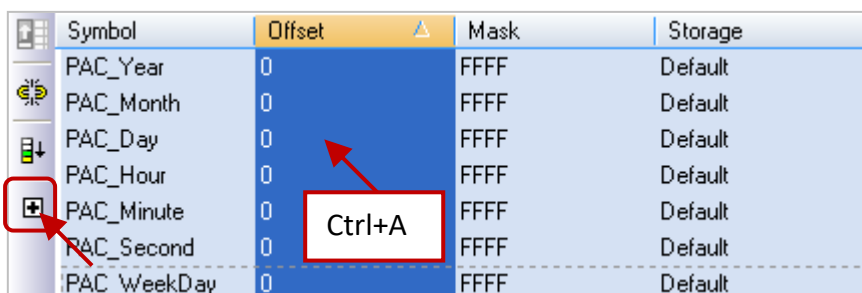 Symbol Offset Mask Storage
PAC_Year 0 FFFF Default
PAC_Month 0 FFFF Default
PAC_Day 0 FFFF Default
PAC_Hour 0 FFFF Default
PAC_Minute 0 FFFF Default
Ctrl+A
PAC_Second 0 FFFF Default
PAC_WeekDay 0 FFFF Default